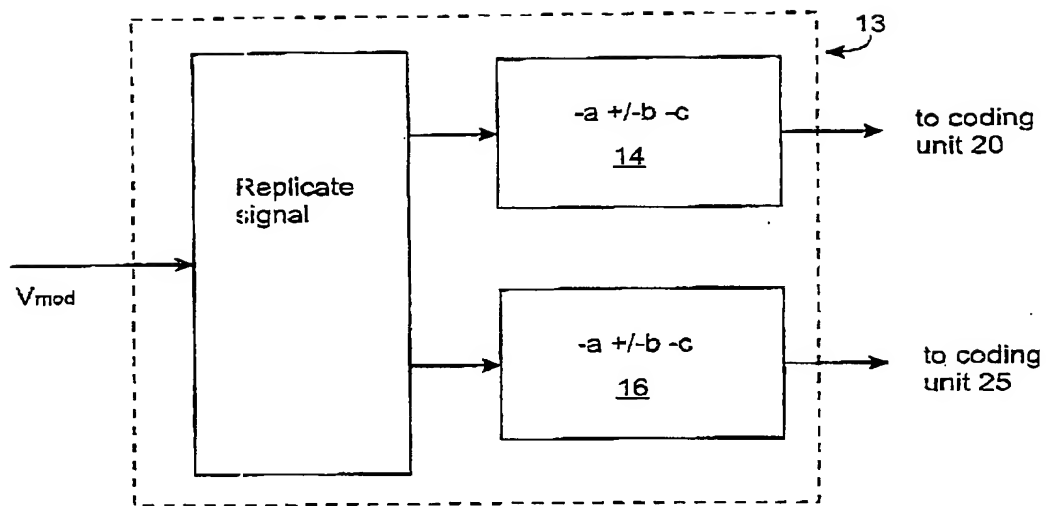 13
-a +/-b -c
14
to coding
unit 20
Replicate
signal
Vmod
-a +/-b -c
16
to coding
unit 25